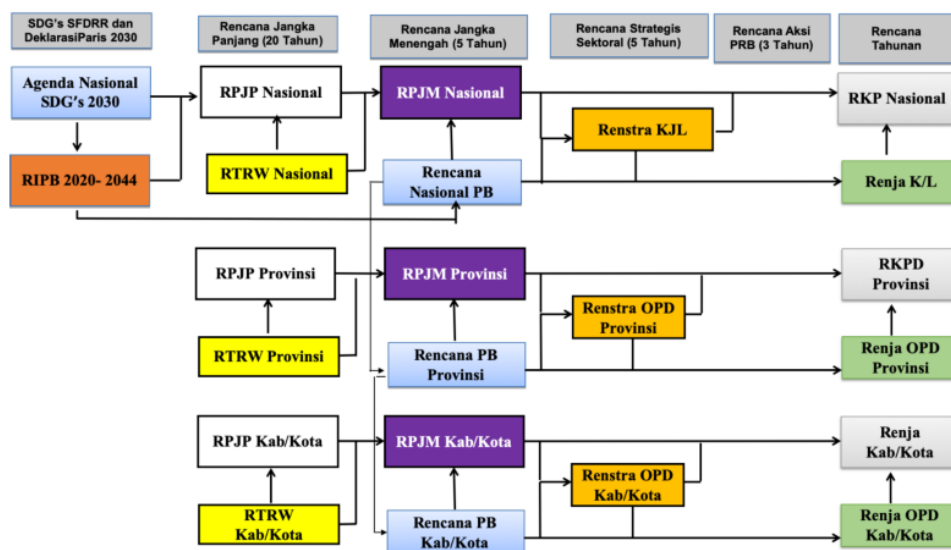 SDG's SFDRR dan
DeklarasiParis 2030
Rencana Jangka
Panjang (20 Tahun)
Rencana Jangka
Menengah (5 Tahun)
Rencana Strategis
Sektoral (5 Tahun)
Rencana Aksi
PRB (3 Tahun)
Rencana
Tahunan
Agenda Nasional
SDG's 2030
RPJP Nasional
RPJM Nasional
RKP Nasional
Renstra KJL
RIPB 2020- 2044
RTRW Nasional
Rencana
Nasional PB
Renja K/L
RPJP Provinsi
RPJM Provinsi
RKPD
Provinsi
Renstra OPD
Provinsi
RTRW Provinsi
Rencana PB
Provinsi
Renja OPD
Provinsi
RPJP Kab/Kota
RPJM Kab/Kota
Renja
Kab/Kota
Renstra OPD
Kab/Kota
RTRW
Kab/Kota
Rencana PB
Kab/Kota
Renja OPD
Kab/Kota